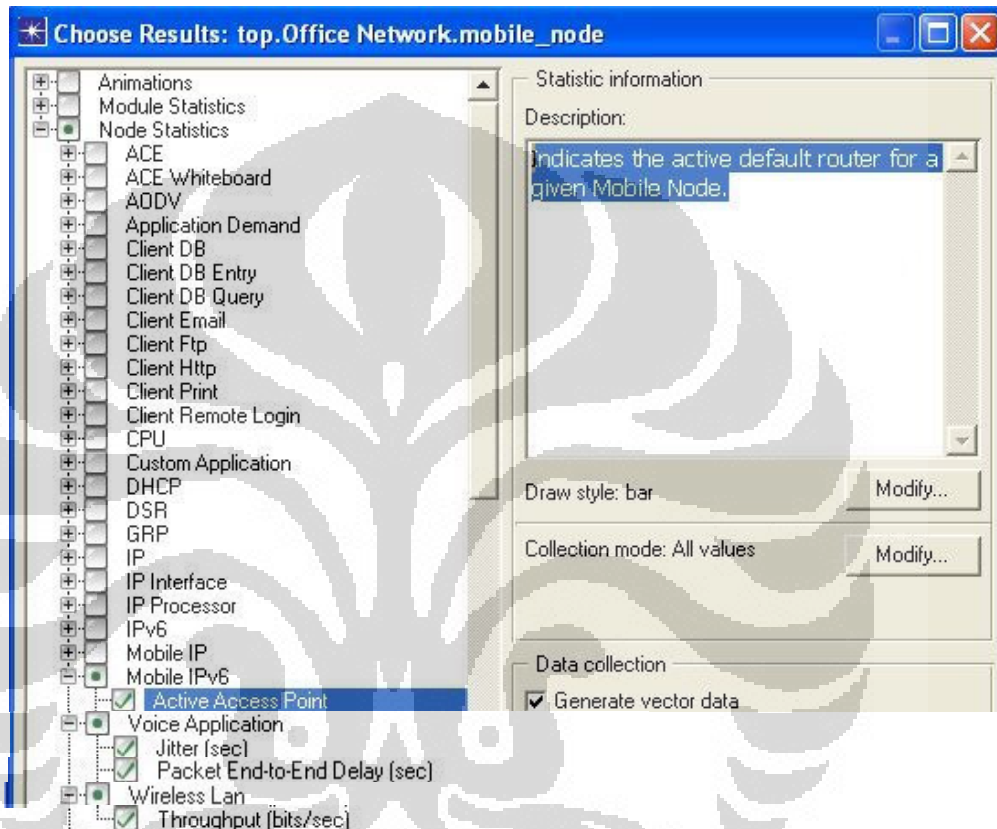 Choose Results: top.Office Network.mobile_node
Animations
Module Statistics
Node Statistics
ACE
ACE Whiteboard
AODV
Application Demand
Client DB
Client DB Entry
Client DB Query
Client Email
Client Ftp
Client Http
Client Print
Client Remote Login
CPU
Custom Application
DHCP
DSR
GRP
IP
IP Interface
IP Processor
IPv6
Mobile IP
Mobile IPv6
Active Access Point
Voice Application
Jitter (sec)
Packet End-to-End Delay (sec)
Wireless Lan
Throughput (bits/sec)
Statistic information
Description:
Indicates the active default router for a
given Mobile Node.
Draw style: bar
Modify...
Collection mode: All values
Modify...
Data collection
Generate vector data